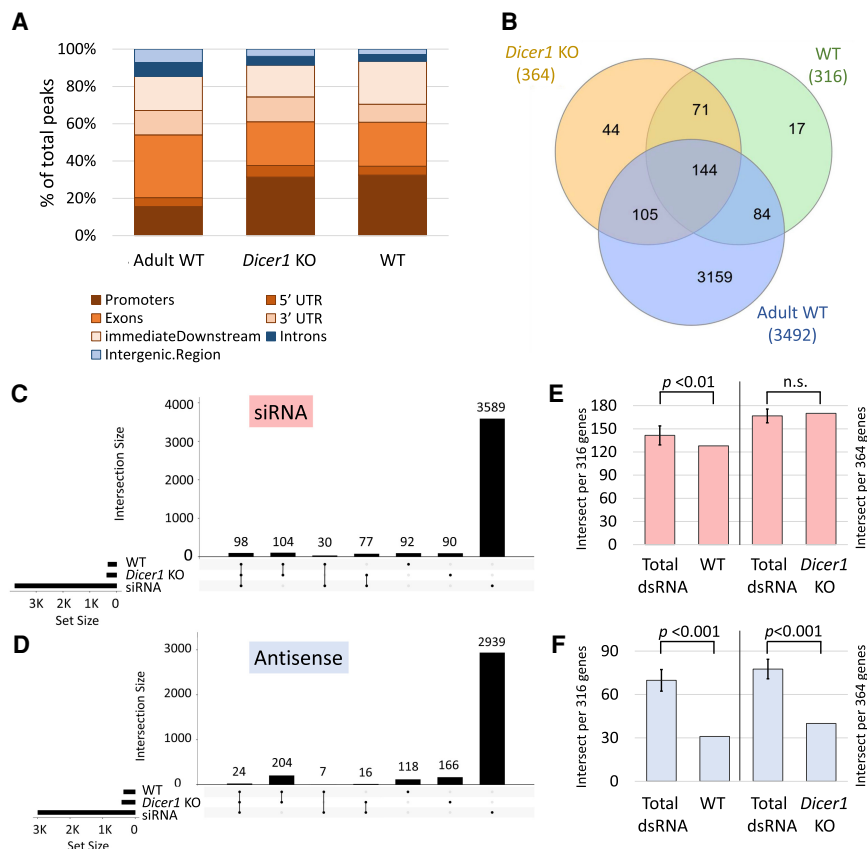 A
100%
80%
60%
40%
20%
0%
% of total peaks
Adult WT
Dicer1 KO
WT
Promoters
5’ UTR
Exons
3’ UTR
immediateDownstream
Introns
Intergenic.Region
B
Dicer1 KO
(364)
WT
(316)
44
71
17
144
105
84
3159
Adult WT
(3492)
C
siRNA
Intersection Size
4000
3000
2000
1000
0
98
104
30
77
92
90
3589
WT
Dicer1 KO
siRNA
3K
2K
1K
0
Set Size
D
Antisense
Intersection Size
3000
2000
1000
0
24
204
7
16
118
166
2939
WT
Dicer1 KO
siRNA
3K
2K
1K
0
Set Size
E
p <0.01
n.s.
Intersect per 316 genes
180
150
120
90
60
30
0
Intersect per 364 genes
Total
dsRNA
WT
Total
dsRNA
Dicer1
KO
F
p <0.001
p<0.001
Intersect per 316 genes
90
60
30
0
Intersect per 364 genes
Total
dsRNA
WT
Total
dsRNA
Dicer1
KO